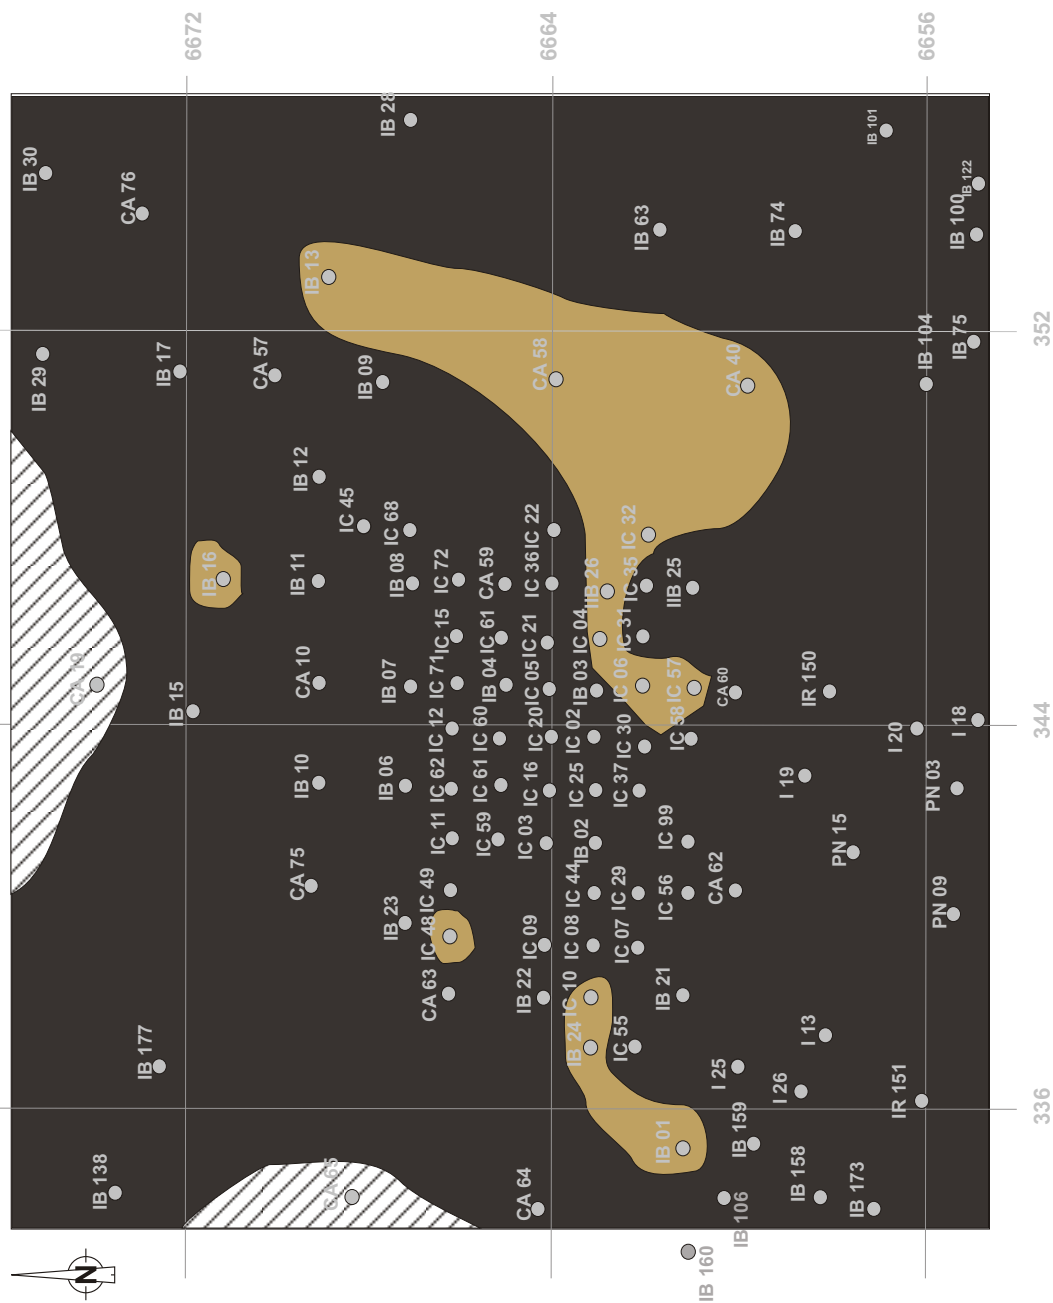 6672
6664
6656
IB 28
IB 101
IB 30
IB 122
CA 76
IB 63
IB 74
IB 100
IB 13
352
IB 29
IB 17
CA 57
IB 09
CA 58
CA 40
IB 104
IB 75
IB 12
IC 45
IC 68
IC 22
IC 32
IB 16
IB 11
IB 08
IC 72
CA 59
IC 36
IIB 26
IC 35
IIB 25
IC 15
IC 61
IC 21
IC 04
IC 31
CA 19
CA 10
IB 07
IC 71
IB 04
IC 05
IB 03
IC 06
IC 57
CA 60
IR 150
IB 15
IC 12
IC 60
IC 20
IC 02
IC 30
IC 58
I 20
I 18
344
IB 10
IB 06
IC 62
IC 61
IC 16
IC 25
IC 37
I 19
PN 03
IC 11
IC 59
IC 03
IB 02
IC 99
PN 15
CA 75
IC 49
IC 44
IC 29
IC 56
CA 62
PN 09
IB 23
IC 48
IC 09
IC 08
IC 07
CA 63
IB 22
IC 10
IB 21
IB 177
IB 24
IC 55
I 13
I 25
I 26
IR 151
336
IB 01
IB 159
IB 138
CA 65
CA 64
IB 106
IB 158
IB 173
IB 160
N